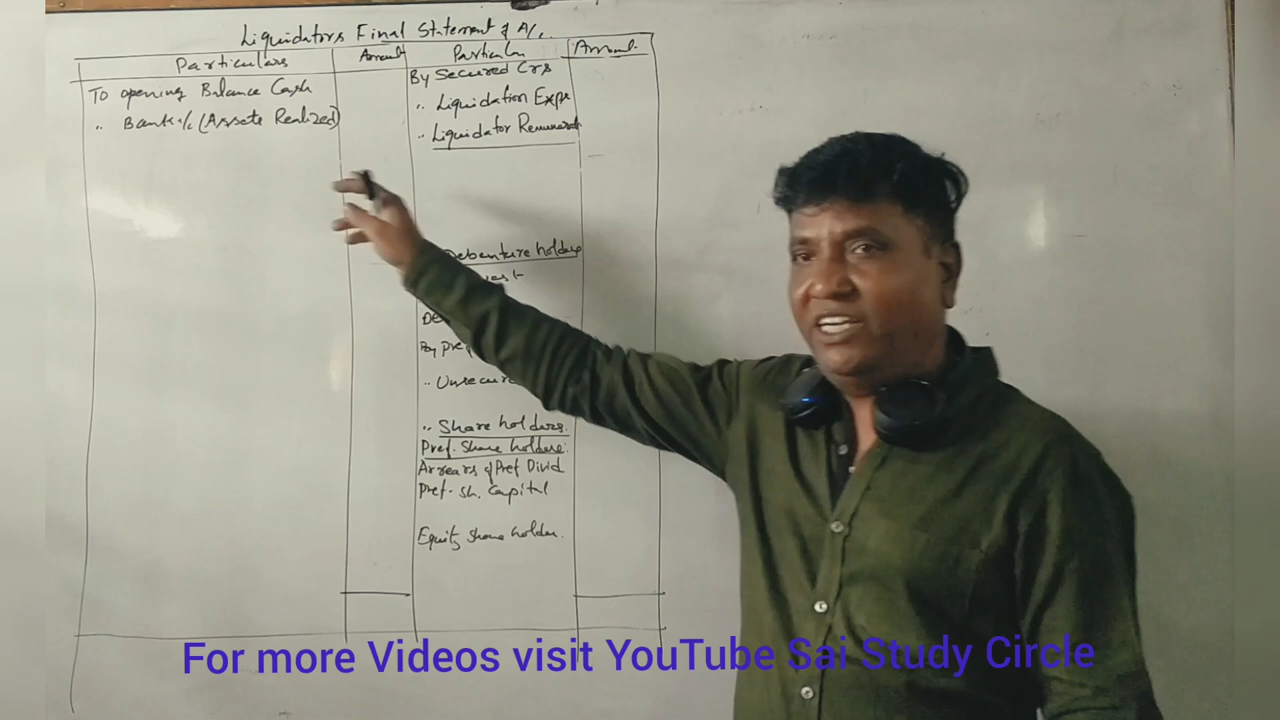 Liquidators Final Statement of A/c.
Particulars Amount Particulars Amount
To opening Balance Cash
" Bank A/c (Assets Realized)
By Secured Crs
" Liquidation Exps
" Liquidator Remunerat
Debenture holders
" Unsecure
" Share holders.
Pref. Share holders:
Arrears of Pref Divid
Pref. sh. Capital
Equity Share holder.
For more Videos visit YouTube Sai Study Circle